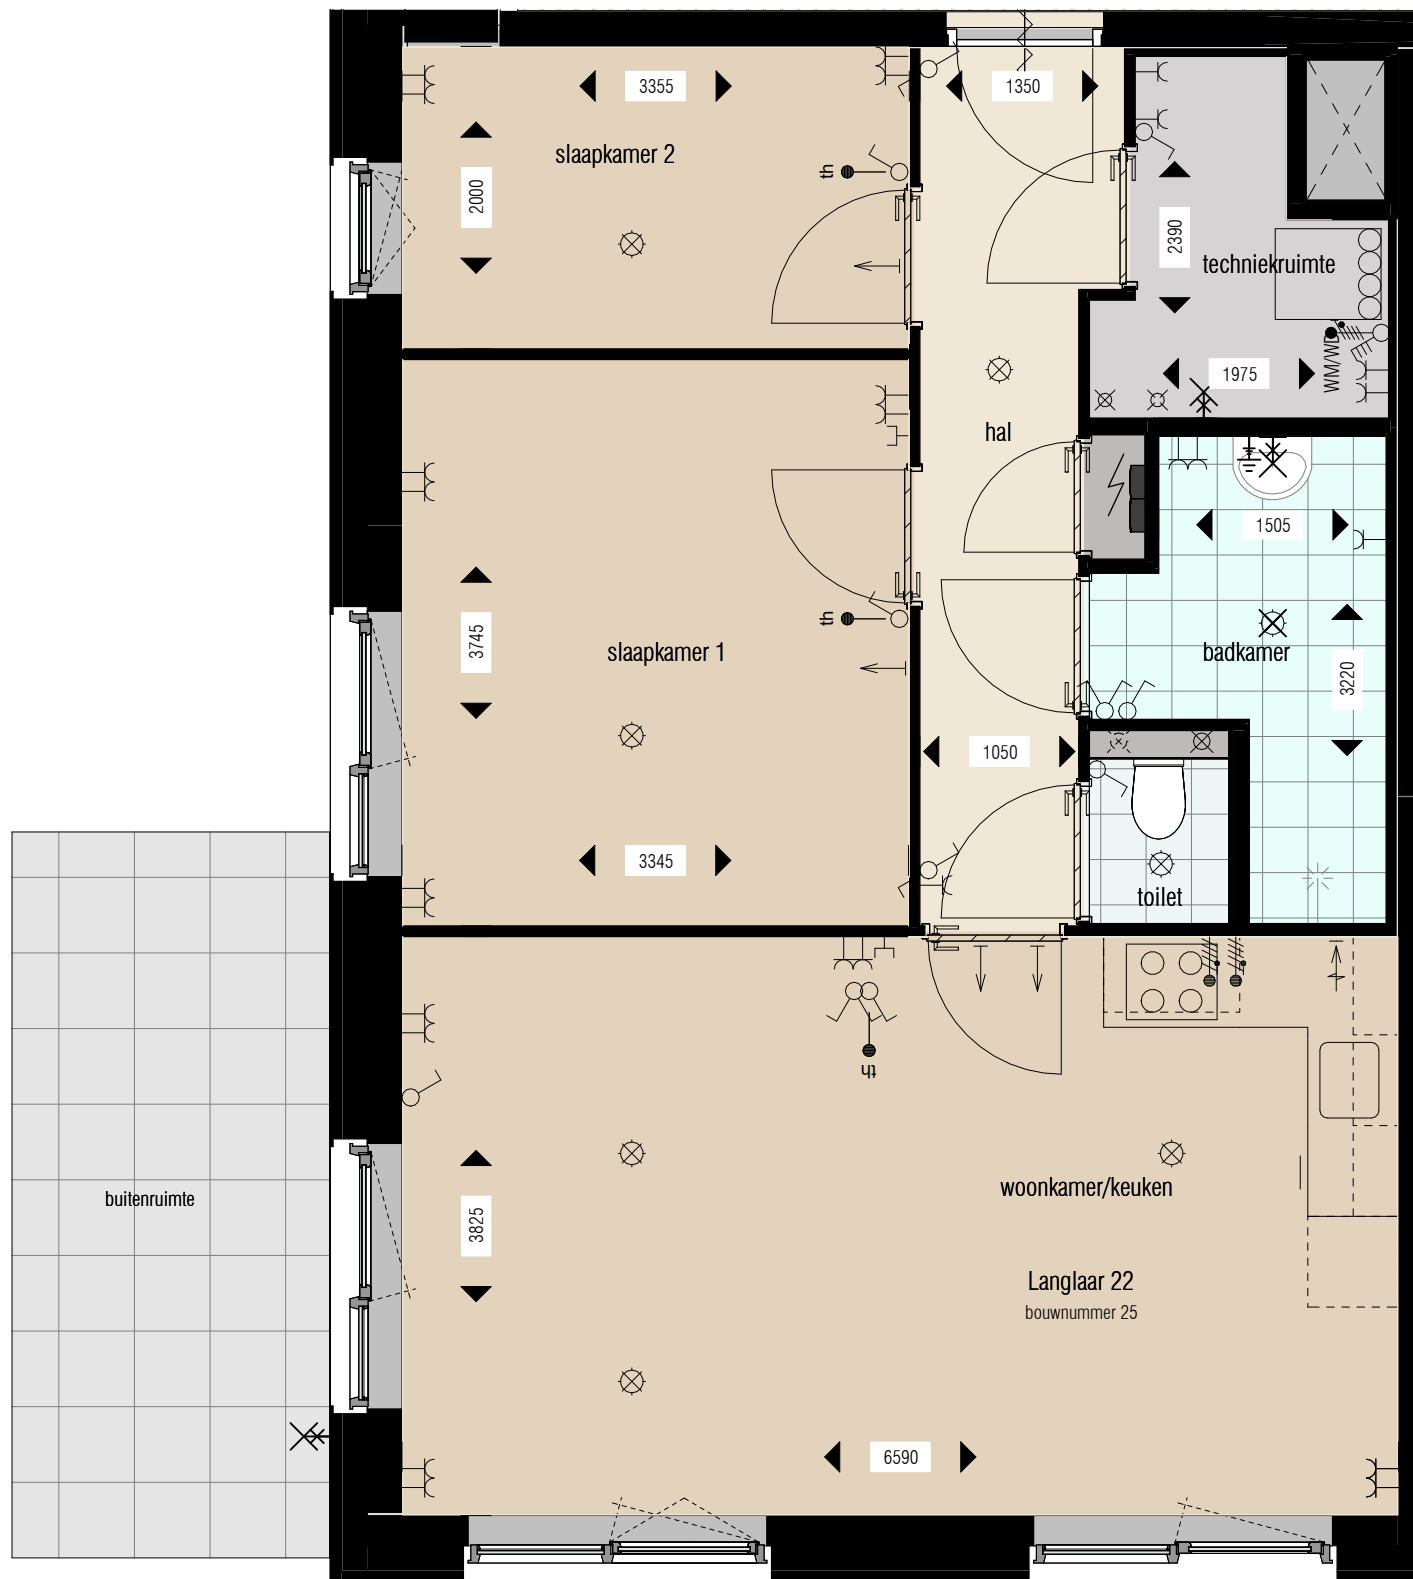 3355
1350
slaapkamer 2
th
2000
2390
techniekruimte
WM/WD
1975
hal
1505
3745
th
slaapkamer 1
badkamer
3220
1050
3345
toilet
th
woonkamer/keuken
buitenruimte
3825
Langlaar 22
bouwnummer 25
6590